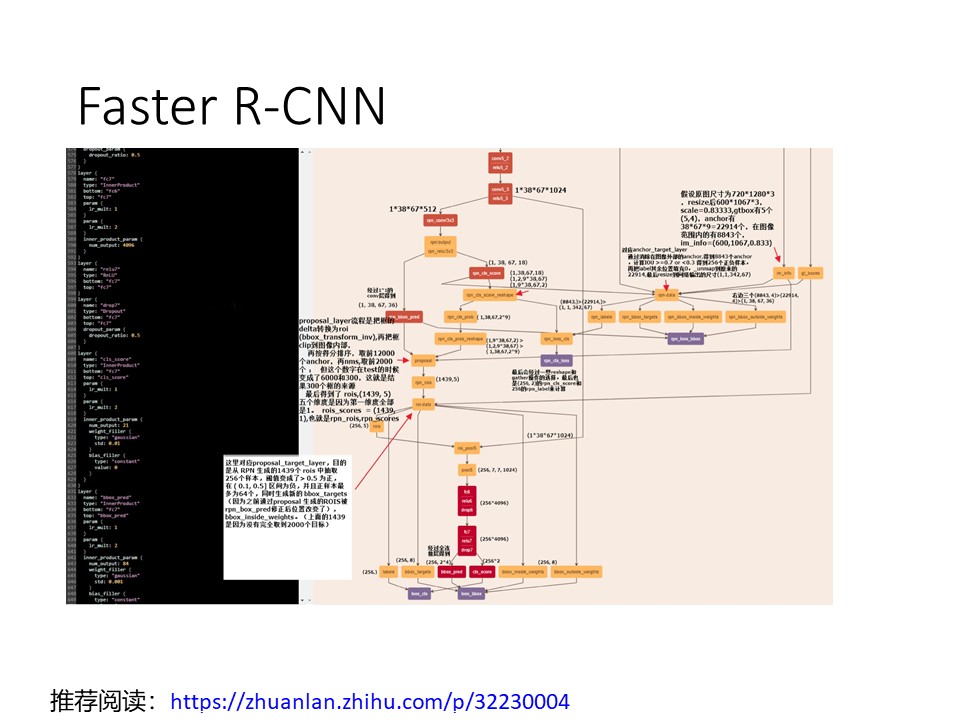 Faster R-CNN
dropout_param {
dropout_ratio: 0.5
}
}
layer {
name: "fc7"
type: "InnerProduct"
bottom: "fc6"
top: "fc7"
param {
lr_mult: 1
}
param {
lr_mult: 2
}
inner_product_param {
num_output: 4096
}
}
layer {
name: "relu7"
type: "ReLU"
bottom: "fc7"
top: "fc7"
}
layer {
name: "drop7"
type: "Dropout"
bottom: "fc7"
top: "fc7"
dropout_param {
dropout_ratio: 0.5
}
}
layer {
name: "cls_score"
type: "InnerProduct"
bottom: "fc7"
top: "cls_score"
param {
lr_mult: 1
}
param {
lr_mult: 2
}
inner_product_param {
num_output: 21
weight_filler {
type: "gaussian"
std: 0.01
}
bias_filler {
type: "constant"
value: 0
}
}
}
layer {
name: "bbox_pred"
type: "InnerProduct"
bottom: "fc7"
top: "bbox_pred"
param {
lr_mult: 1
}
param {
lr_mult: 2
}
inner_product_param {
num_output: 84
weight_filler {
type: "gaussian"
std: 0.001
}
bias_filler {
type: "constant"
conv5_2
relu5_2
conv5_3
relu5_3
1*38*67*1024
1*38*67*512
rpn_conv/3x3
rpn/output
rpn_relu/3x3
(1, 38, 67, 18)
rpn_cls_score
(1,38,67,18)
(1,2,9*38,67)
(1,9*38,67,2)
rpn_cls_score_reshape
经过1*1的
conv后得到
(1, 38, 67, 36)
rpn_bbox_pred
rpn_cls_prob
(1,38,67,2*9)
rpn_cls_prob_reshape
(1,9*38,67,2) >
(1,2,9*38,67) >
(1,38,67,2*9)
假设原图尺寸为720*1280*3
，resize后600*1067*3，
scale=0.83333,gtbox有5个
(5,4)，anchor有
38*67*9=22914个，在图像
范围内的有8843个，
im_info=(600,1067,0.833)
对应anchor_target_layer
通过消除在图像外部的anchor,得到8843个anchor
，计算IOU >=0.7 or <0.3 得到256个正负样本，
再把label其余位置填充0，_unmap到原来的
22914,最后resize到网络输出的尺寸(1,1,342,67)
im_info
gt_boxes
rpn-data
(8843,)>(22914,)>
(1, 1, 342,67)
右边三个(8843, 4)>(22914,
4)>(1, 38, 67, 36)
rpn_labels
rpn_bbox_targets
rpn_bbox_inside_weights
rpn_bbox_outside_weights
rpn_loss_cls
rpn_cls_loss
rpn_loss_bbox
proposal_layer流程是把框的
delta转换为roi
(bbox_transform_inv),再把框
clip到图像内部.
再按得分排序，取前12000
个anchor，再nms,取前2000
个； 但这个数字在test的时候
变成了6000和300，这就是结
果300个框的来源
最后得到了 rois,(1439, 5)
五个维度是因为第一维度全部
是1。 rois_scores = (1439,
1),也就是rpn_rois,rpn_scores
proposal
rpn_rois
(1439,5)
roi-data
最后会经过一些reshape和
gather操作的选择，最后也
是(256, 2)的rpn_cls_score和
256的rpn_label来计算
(256, 5)
rois
(1*38*67*1024)
roi_pool5
pool5
(256, 7, 7, 1024)
fc6
relu6
drop6
(256*4096)
fc7
relu7
drop7
(256*4096)
这里对应proposal_target_layer，目的
是从 RPN 生成的1439个 rois 中抽取
256个样本，阈值变成了> 0.5 为正，
在 ( 0.1, 0.5] 区间为负，并且正样本最
多为64个，同时生成新的 bbox_targets
（因为之前通过proposal 生成的ROIS被
rpn_box_pred修正后位置改变了），
bbox_inside_weights。（上面的1439
是因为没有完全取到2000个目标）
经过全连
接层得到
(256,)
(256, 8)
(256, 2*4)
(256*2
(256, 8)
labels
bbox_targets
bbox_pred
cls_score
bbox_inside_weights
bbox_outside_weights
loss_cls
loss_bbox
推荐阅读：https://zhuanlan.zhihu.com/p/32230004